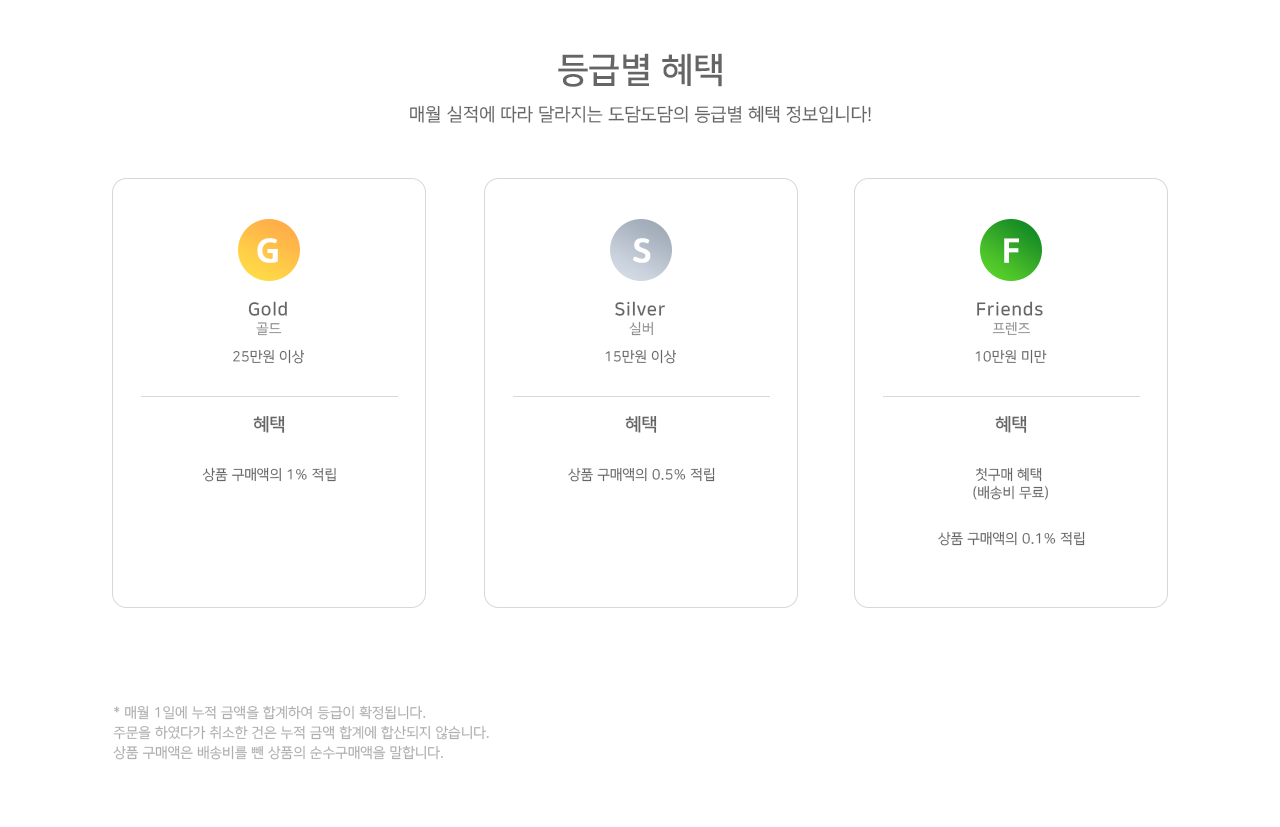 등급별 혜택
매월 실적에 따라 달라지는 도담도담의 등급별 혜택 정보입니다!
G
Gold
골드
25만원 이상
혜택
상품 구매액의 1% 적립
S
Silver
실버
15만원 이상
혜택
상품 구매액의 0.5% 적립
F
Friends
프렌즈
10만원 미만
혜택
첫구매 혜택
(배송비 무료)
상품 구매액의 0.1% 적립
* 매월 1일에 누적 금액을 합계하여 등급이 확정됩니다.
주문을 하였다가 취소한 건은 누적 금액 합계에 합산되지 않습니다.
상품 구매액은 배송비를 뺀 상품의 순수구매액을 말합니다.